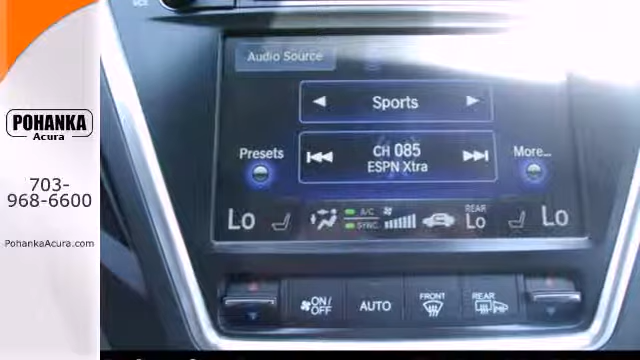 POHANKA
Acura
703-
968-6600
PohankaAcura.com
Audio Source
Sports
Presets
CH 085
ESPN Xtra
More...
Lo
A/C
SYNC
REAR
Lo
Lo
ON/
OFF
AUTO
FRONT
REAR